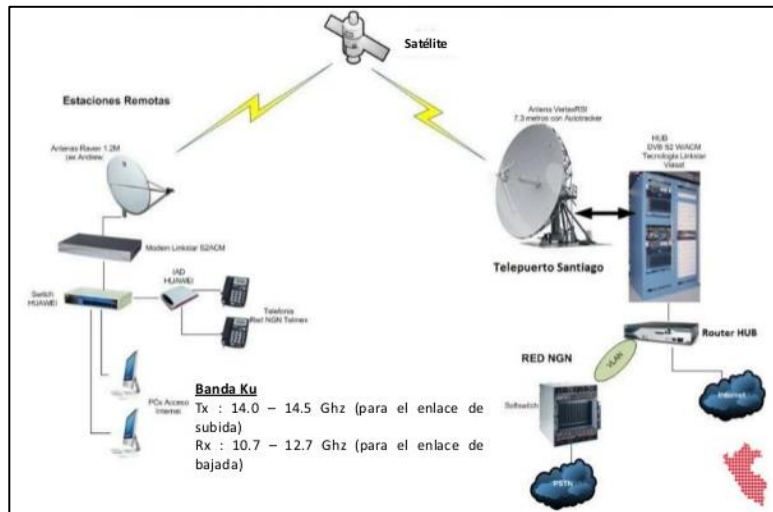 Satélite
Estaciones Remotas
Antenas Raven 1.2M
(ex Andrew)
Antena VertexRSI
7,3 metros con Autotracker
HUB
DVB S2 W/ACM
Tecnología Linkstar
Viasat
Modem Linkstar S2ACM
Telepuerto Santiago
Switch
HUAWEI
IAD
HUAWEI
Telefonía
Red NGN Telmex
Router HUB
RED NGN
VLAN
Internet
Softswitch
PSTN
PCs Acceso
Internet
Banda Ku
Tx : 14.0 – 14.5 Ghz (para el enlace de
subida)
Rx : 10.7 – 12.7 Ghz (para el enlace de
bajada)